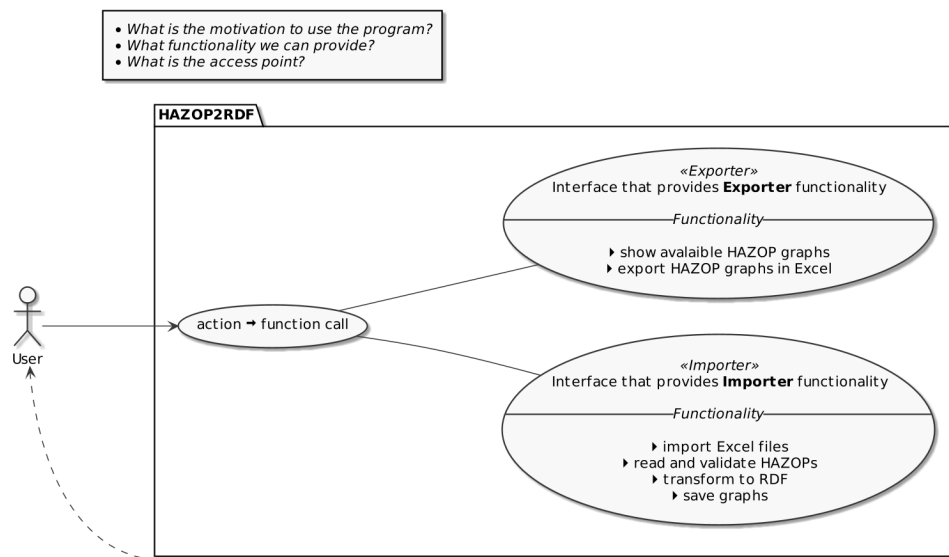 • What is the motivation to use the program?
• What functionality we can provide?
• What is the access point?
HAZOP2RDF
«Exporter»
Interface that provides Exporter functionality
Functionality
‣ show avalaible HAZOP graphs
‣ export HAZOP graphs in Excel
action ➞ function call
User
«Importer»
Interface that provides Importer functionality
Functionality
‣ import Excel files
‣ read and validate HAZOPs
‣ transform to RDF
‣ save graphs